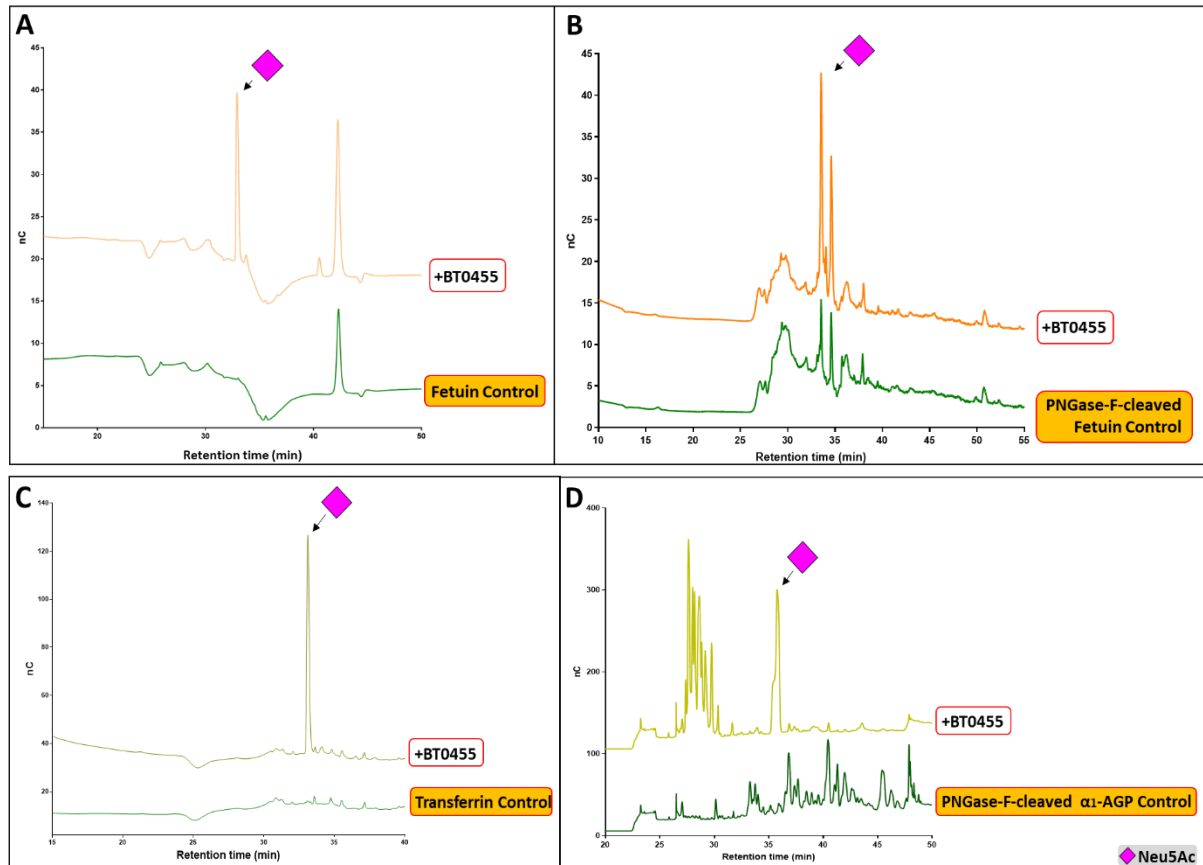 A
45
40
35
30
25
20
15
10
5
0
nC
20
30
40
50
Retention time (min)
+BT0455
Fetuin Control
B
45
40
35
30
25
20
15
10
5
0
nC
10
15
20
25
30
35
40
45
50
55
Retention time (min)
+BT0455
PNGase-F-cleaved
Fetuin Control
C
140
120
100
80
60
40
20
nC
15
20
25
30
35
40
Retention time (min)
+BT0455
Transferrin Control
D
400
300
200
100
0
nC
20
25
30
35
40
45
50
Retention time (min)
+BT0455
PNGase-F-cleaved α1-AGP Control
Neu5Ac